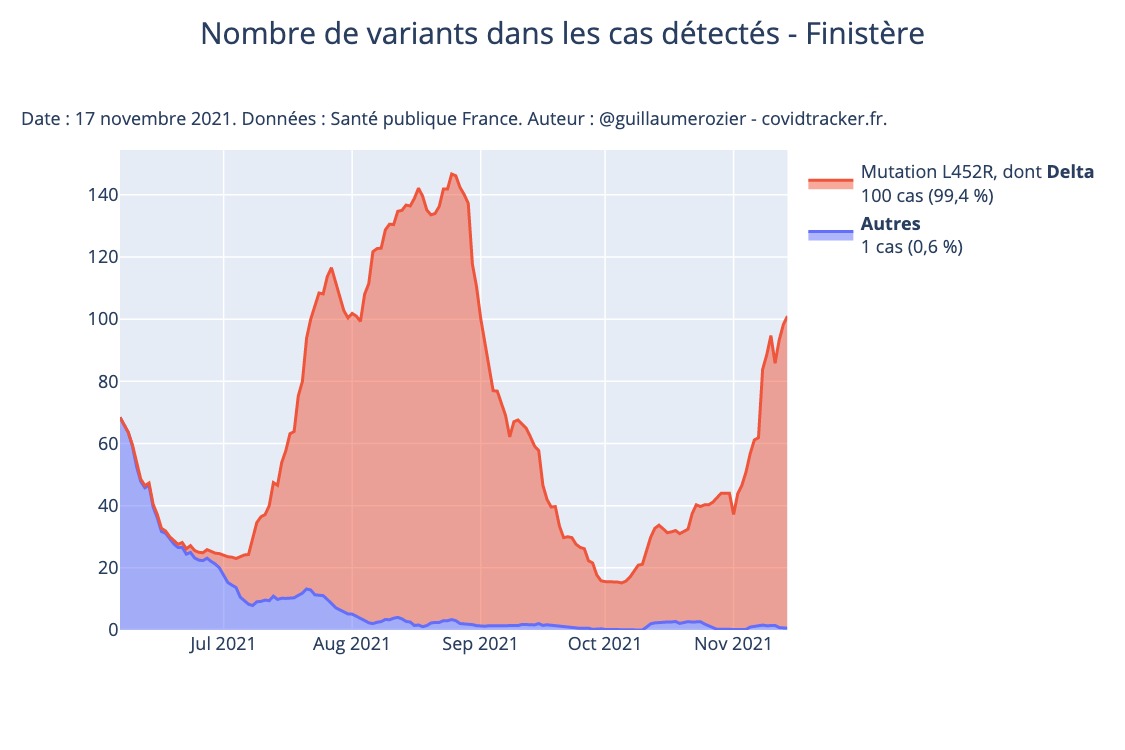 Nombre de variants dans les cas détectés - Finistère
Date : 17 novembre 2021. Données : Santé publique France. Auteur : @guillaumerozier - covidtracker.fr.
Mutation L452R, dont Delta
100 cas (99,4 %)
Autres
1 cas (0,6 %)
140
120
100
80
60
40
20
0
Jul 2021 Aug 2021 Sep 2021 Oct 2021 Nov 2021